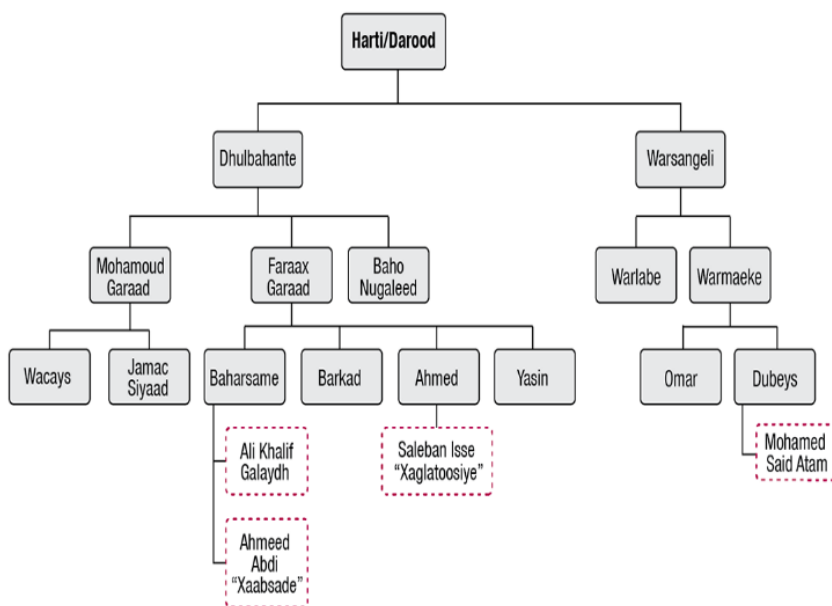 Harti/Darood
Dhulbahante
Warsangeli
Mohamoud
Garaad
Faraax
Garaad
Baho
Nugaleed
Warlabe
Warmaeke
Wacays
Jamac
Siyaad
Baharsame
Barkad
Ahmed
Yasin
Omar
Dubeys
Ali Khalif
Galaydh
Saleban Isse
“Xaglatoosiye”
Mohamed
Said Atam
Ahmeed
Abdi
“Xaabsade”